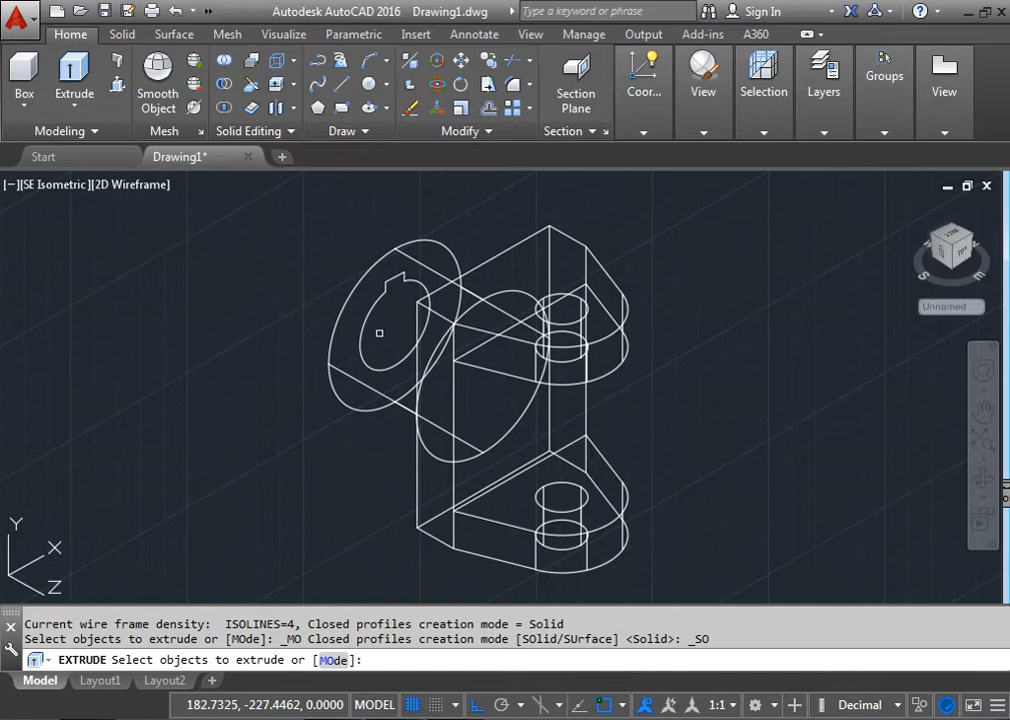 Autodesk AutoCAD 2016 Drawing1.dwg
Type a keyword or phrase
Sign In
Home Solid Surface Mesh Visualize Parametric Insert Annotate View Manage Output Add-ins A360
Box
Extrude
Smooth
Object
Section
Plane
Coor...
View
Selection
Layers
Groups
View
Modeling
Mesh
Solid Editing
Draw
Modify
Section
Start
Drawing1*
[−][SE Isometric][2D Wireframe]
S
E
Unnamed
Y
X
Z
Current wire frame density: ISOLINES=4, Closed profiles creation mode = Solid
Select objects to extrude or [MOde]: _MO Closed profiles creation mode [SOlid/SUrface] <Solid>: _SO
EXTRUDE Select objects to extrude or [MOde]:
Model Layout1 Layout2
182.7325, -227.4462, 0.0000 MODEL 1:1 Decimal